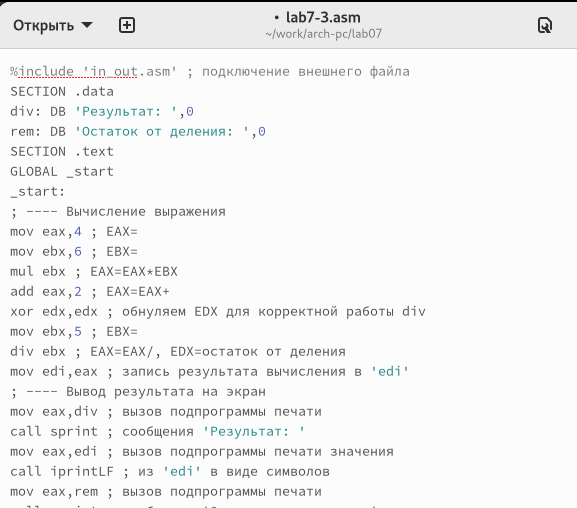 Открыть
• lab7-3.asm
~/work/arch-pc/lab07
%include 'in_out.asm' ; подключение внешнего файла
SECTION .data
div: DB 'Результат: ',0
rem: DB 'Остаток от деления: ',0
SECTION .text
GLOBAL _start
_start:
; ---- Вычисление выражения
mov eax,4 ; EAX=
mov ebx,6 ; EBX=
mul ebx ; EAX=EAX*EBX
add eax,2 ; EAX=EAX+
xor edx,edx ; обнуляем EDX для корректной работы div
mov ebx,5 ; EBX=
div ebx ; EAX=EAX/, EDX=остаток от деления
mov edi,eax ; запись результата вычисления в 'edi'
; ---- Вывод результата на экран
mov eax,div ; вызов подпрограммы печати
call sprint ; сообщения 'Результат: '
mov eax,edi ; вызов подпрограммы печати значения
call iprintLF ; из 'edi' в виде символов
mov eax,rem ; вызов подпрограммы печати